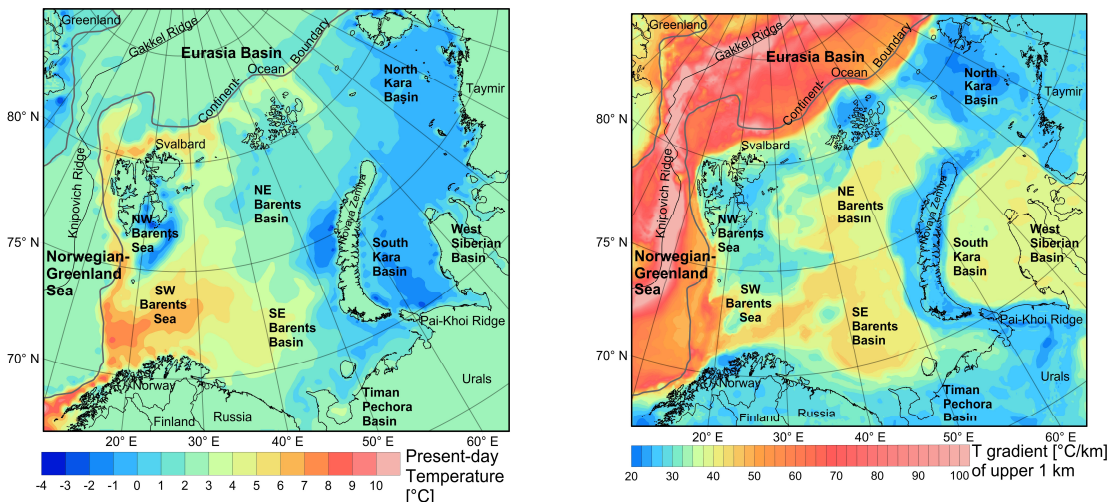 Greenland
Gakkel Ridge
Eurasia Basin
Continent-
Ocean
Boundary
North
Kara
Basin
Taymir
80° N
Svalbard
Knipovich Ridge
NE
Barents
Basin
Novaya Zemlya
NW
Barents
Sea
West
Siberian
Basin
75° N
South
Kara
Basin
Norwegian-
Greenland
Sea
SW
Barents
Sea
SE
Barents
Basin
Pai-Khoi Ridge
70° N
Urals
Norway
Timan
Pechora
Basin
Finland
Russia
20° E
30° E
40° E
50° E
60° E
-4 -3 -2 -1 0 1 2 3 4 5 6 7 8 9 10
Present-day
Temperature
[°C]
Greenland
Gakkel Ridge
Eurasia Basin
Continent-
Ocean
Boundary
North
Kara
Basin
Taymir
80° N
Svalbard
Knipovich Ridge
NE
Barents
Basin
Novaya Zemlya
NW
Barents
Sea
West
Siberian
Basin
75° N
South
Kara
Basin
Norwegian-
Greenland
Sea
SW
Barents
Sea
SE
Barents
Basin
Pai-Khoi Ridge
70° N
Urals
Norway
Timan
Pechora
Basin
Finland
Russia
20° E
30° E
40° E
50° E
60° E
20 30 40 50 60 70 80 90 100
T gradient [°C/km]
of upper 1 km